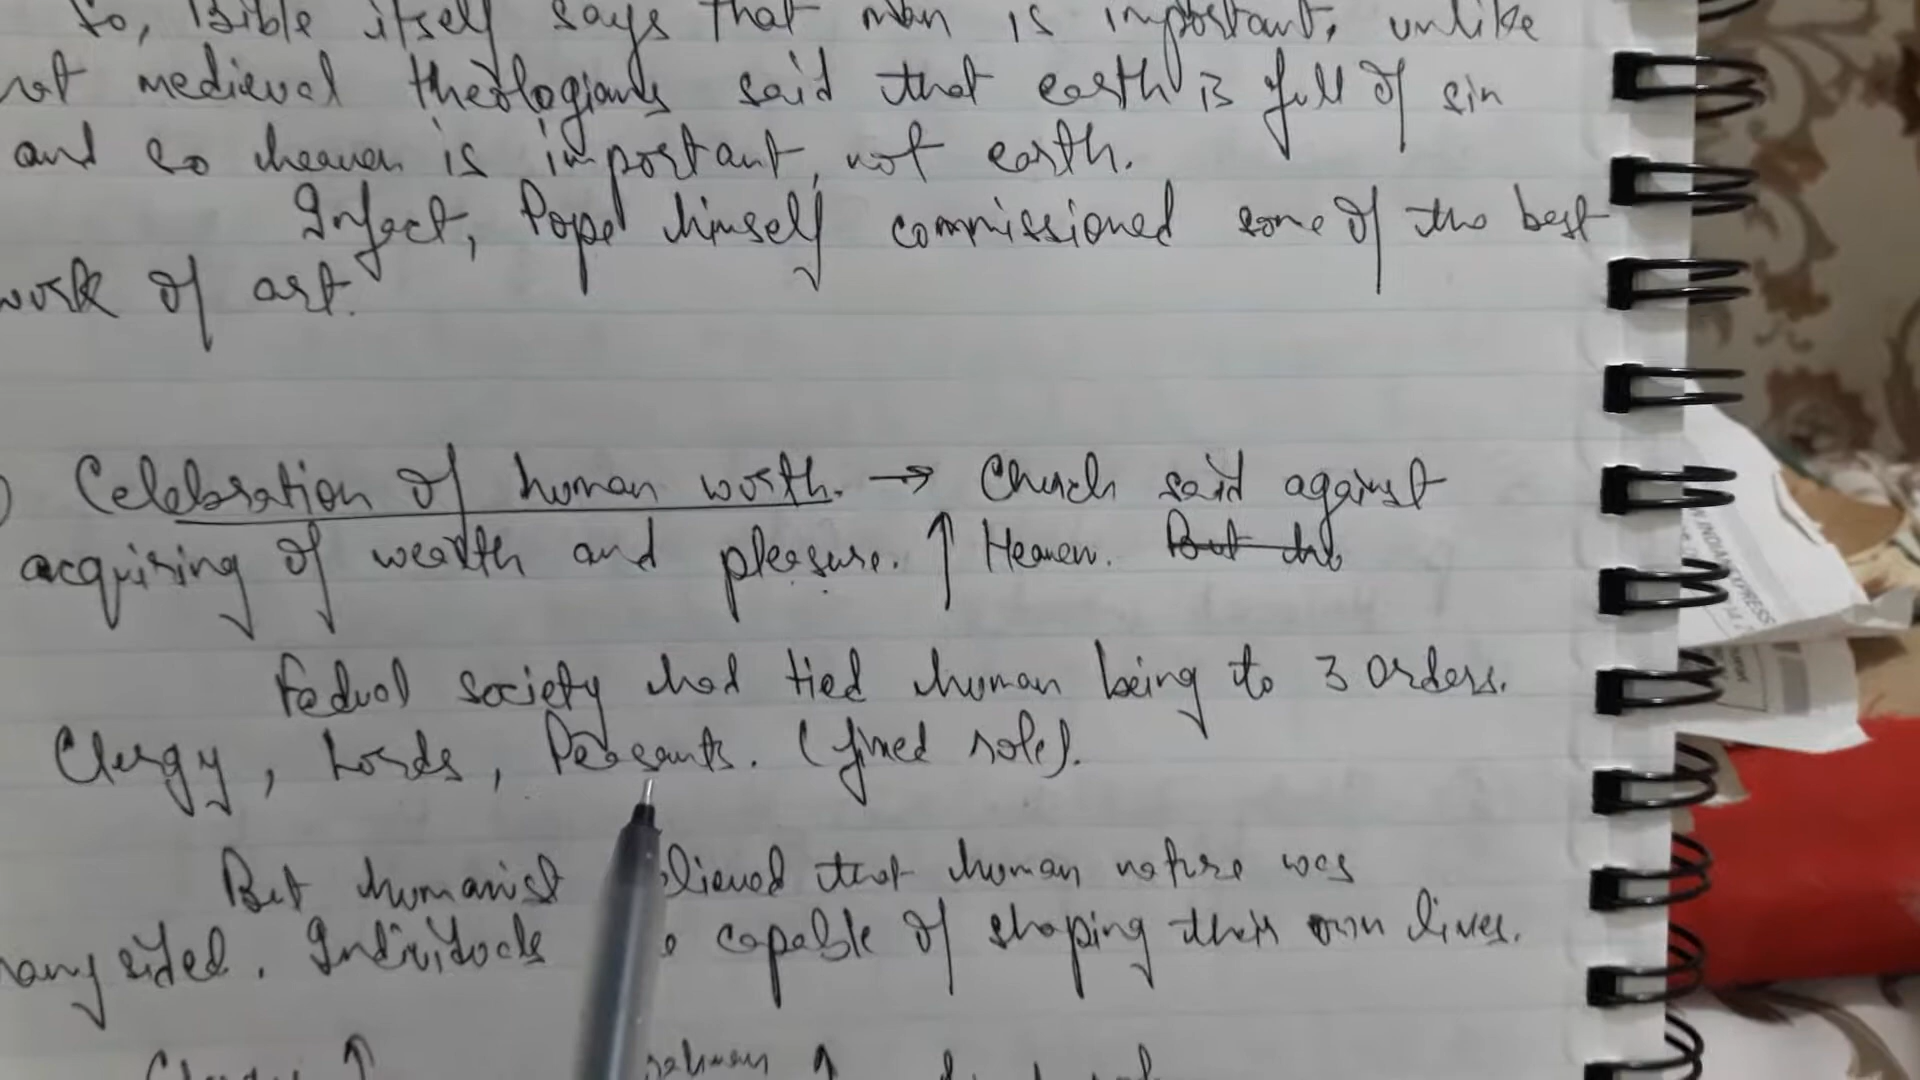 So, Bible itself says that man is important, unlike
medieval theologians said that earth is full of sin
and so heaven is important, not earth.
Infact, Pope himself commissioned some of the best
work of art.
Celebration of human worth. → Church said against
acquiring of wealth and pleasure. ↑ Heaven. But the
Fedual society had tied human being to 3 orders.
Clergy, Lords, Peasants. (fixed role).
But humanist believed that human nature was
many sided. Individuals capable of shaping their own lives.